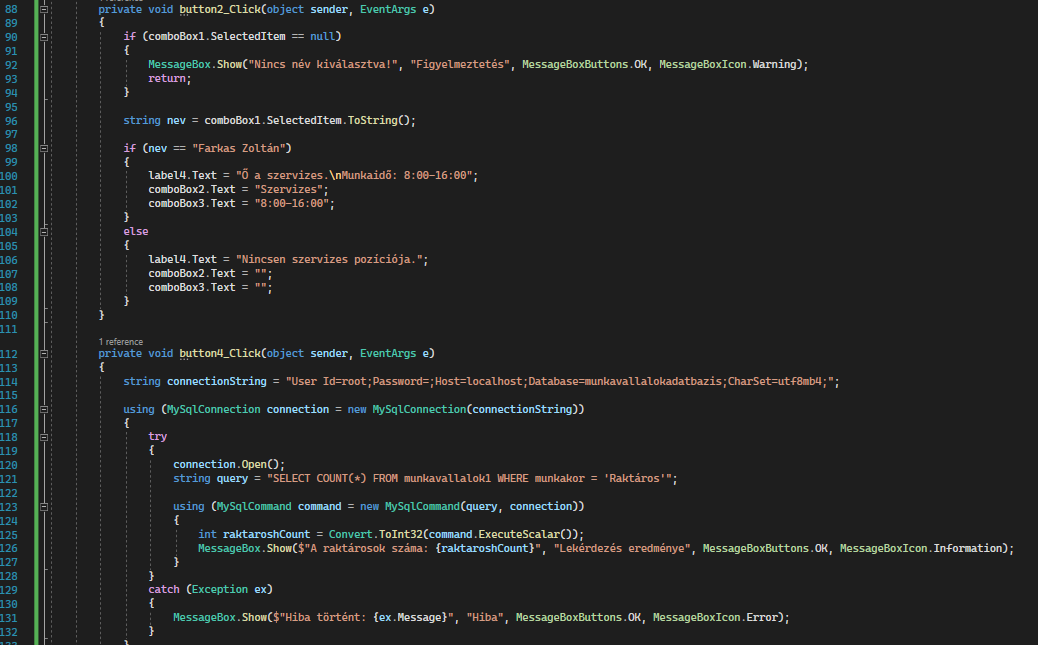 88 private void button2_Click(object sender, EventArgs e)
89 {
90 if (comboBox1.SelectedItem == null)
91 {
92 MessageBox.Show("Nincs név kiválasztva!", "Figyelmeztetés", MessageBoxButtons.OK, MessageBoxIcon.Warning);
93 return;
94 }
95
96 string nev = comboBox1.SelectedItem.ToString();
97
98 if (nev == "Farkas Zoltán")
99 {
100 label4.Text = "Ő a szervizes.\nMunkaidő: 8:00-16:00";
101 comboBox2.Text = "Szervizes";
102 comboBox3.Text = "8:00-16:00";
103 }
104 else
105 {
106 label4.Text = "Nincsen szervizes poziciója.";
107 comboBox2.Text = "";
108 comboBox3.Text = "";
109 }
110 }
111
1 reference
112 private void button4_Click(object sender, EventArgs e)
113 {
114 string connectionString = "User Id=root;Password=;Host=localhost;Database=munkavallalokadatbazis;CharSet=utf8mb4;";
115
116 using (MySqlConnection connection = new MySqlConnection(connectionString))
117 {
118 try
119 {
120 connection.Open();
121 string query = "SELECT COUNT(*) FROM munkavallalok1 WHERE munkakor = 'Raktáros'";
122
123 using (MySqlCommand command = new MySqlCommand(query, connection))
124 {
125 int raktaroshCount = Convert.ToInt32(command.ExecuteScalar());
126 MessageBox.Show($"A raktárosok száma: {raktaroshCount}", "Lekérdezés eredménye", MessageBoxButtons.OK, MessageBoxIcon.Information);
127 }
128 }
129 catch (Exception ex)
130 {
131 MessageBox.Show($"Hiba történt: {ex.Message}", "Hiba", MessageBoxButtons.OK, MessageBoxIcon.Error);
132 }